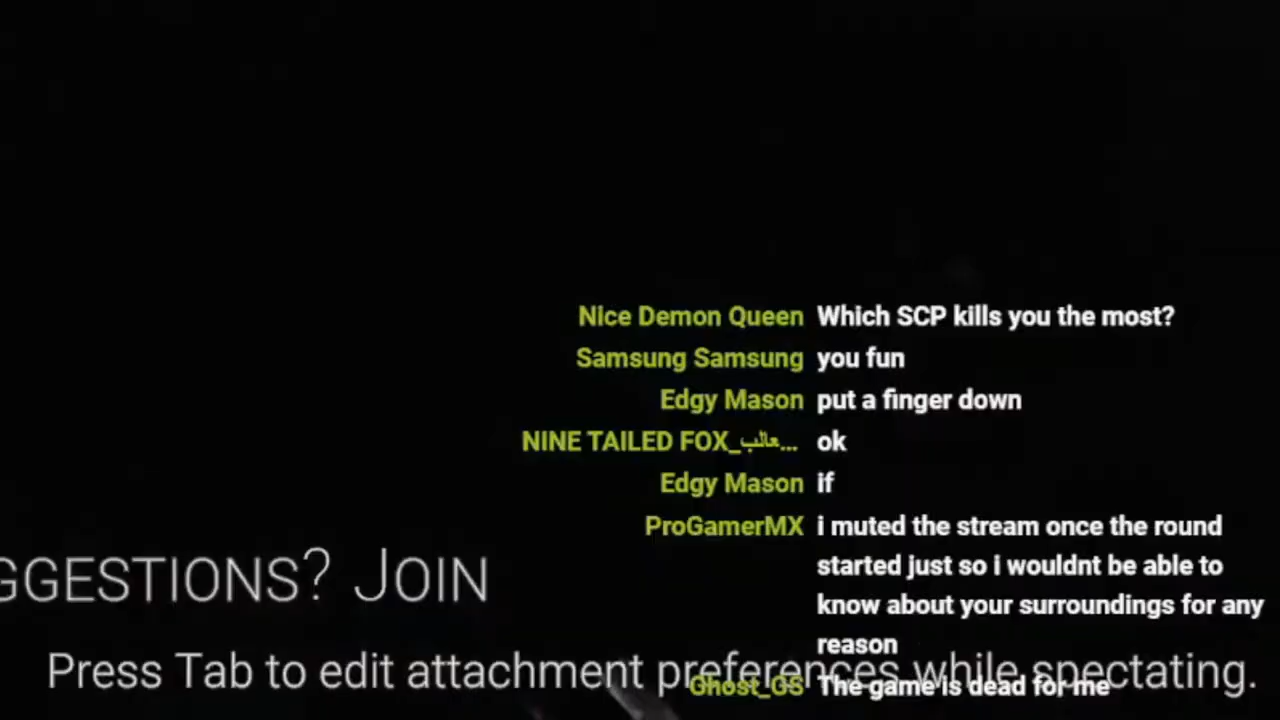 Nice Demon Queen Which SCP kills you the most?
Samsung Samsung you fun
Edgy Mason put a finger down
NINE TAILED FOX_عالب... ok
Edgy Mason if
ProGamerMX i muted the stream once the round
started just so i wouldnt be able to
know about your surroundings for any
reason
GGESTIONS? JOIN
Press Tab to edit attachment preferences while spectating.
Ghost_GS The game is dead for me